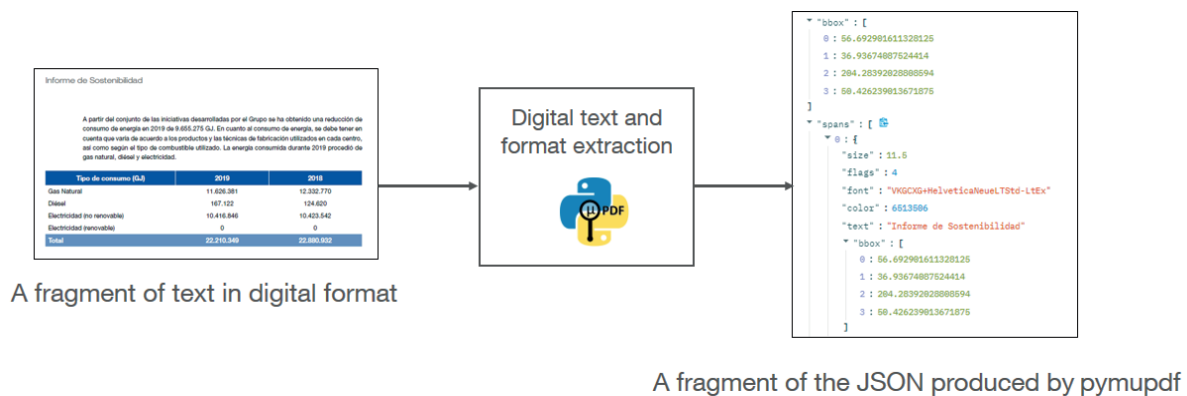 Informe de Sostenibilidad
A partir del conjunto de las iniciativas desarrolladas por el Grupo se ha obtenido una reducción de
consumo de energía en 2019 de 9.655.275 GJ. En cuanto al consumo de energía, se debe tener en
cuenta que varía de acuerdo a los productos y las técnicas de fabricación utilizados en cada centro,
así como según el tipo de combustible utilizado. La energía consumida durante 2019 procedió de
gas natural, diésel y electricidad.
Tipo de consumo (GJ) 2019 2018
Gas Natural 11.626.381 12.332.770
Diésel 167.122 124.620
Electricidad (no renovable) 10.416.846 10.423.542
Electricidad (renovable) 0 0
Total 22.210.349 22.880.932
A fragment of text in digital format
Digital text and
format extraction
µ PDF
"bbox" : [
0 : 56.692901611328125
1 : 36.93674087524414
2 : 204.28392028808594
3 : 50.426239013671875
]
"spans" : [
0 : {
"size" : 11.5
"flags" : 4
"font" : "VKGCXG+HelveticaNeueLTStd-LtEx"
"color" : 6513506
"text" : "Informe de Sostenibilidad"
"bbox" : [
0 : 56.692901611328125
1 : 36.93674087524414
2 : 204.28392028808594
3 : 50.426239013671875
]
A fragment of the JSON produced by pymupdf